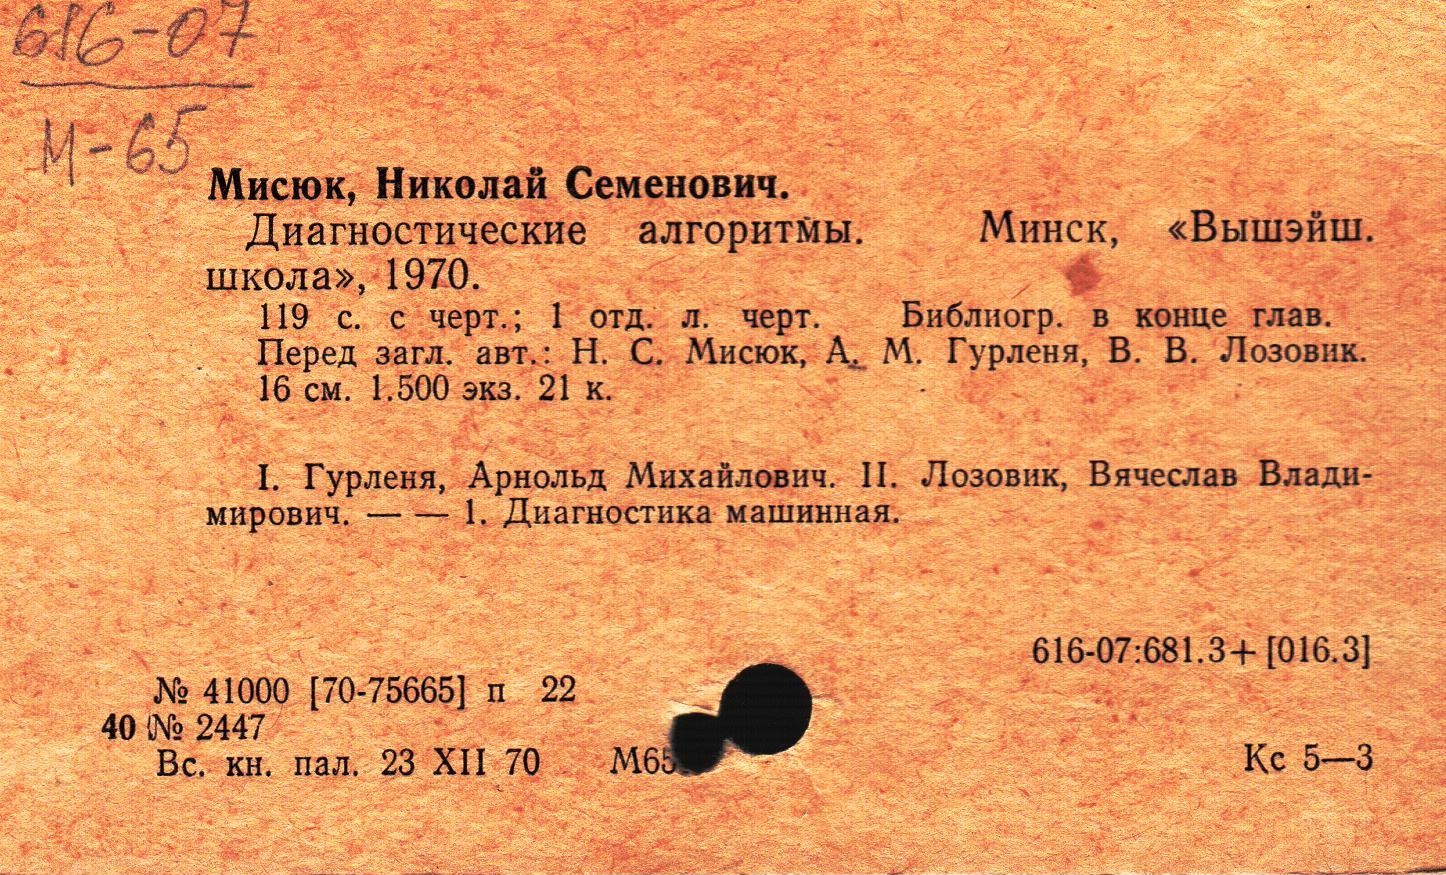 616-07
М-65
Мисюк, Николай Семенович.
Диагностические алгоритмы. Минск, «Вышэйш.
школа», 1970.
119 с. с черт.; 1 отд. л. черт. Библиогр. в конце глав.
Перед загл. авт.: Н. С. Мисюк, А. М. Гурленя, В. В. Лозовик.
16 см. 1.500 экз. 21 к.
I. Гурленя, Арнольд Михайлович. II. Лозовик, Вячеслав Влади-
мирович. — — 1. Диагностика машинная.
616-07:681.3+[016.3]
№ 41000 [70-75665] п 22
40 № 2447
Вс. кн. пал. 23 XII 70 М65 Кс 5—3